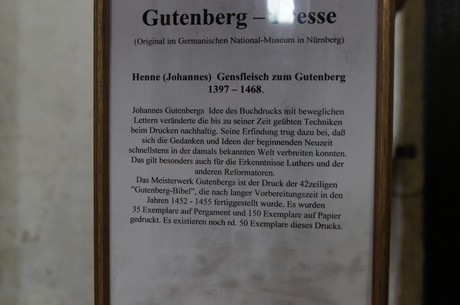 Gutenberg – Presse
(Original im Germanischen National-Museum in Nürnberg)
Henne (Johannes) Gensfleisch zum Gutenberg
1397 – 1468.
Johannes Gutenbergs Idee des Buchdrucks mit beweglichen
Lettern veränderte die bis zu seiner Zeit geübten Techniken
beim Drucken nachhaltig. Seine Erfindung trug dazu bei, daß
sich die Gedanken und Ideen der beginnenden Neuzeit
schnellstens in der damals bekannten Welt verbreiten konnten.
Das gilt besonders auch für die Erkenntnisse Luthers und der
anderen Reformatoren.
Das Meisterwerk Gutenbergs ist der Druck der 42zeiligen
"Gutenberg-Bibel", die nach langer Vorbereitungszeit in den
Jahren 1452 - 1455 fertiggestellt wurde. Es wurden
35 Exemplare auf Pergament und 150 Exemplare auf Papier
gedruckt. Es existieren noch rd. 50 Exemplare dieses Drucks.